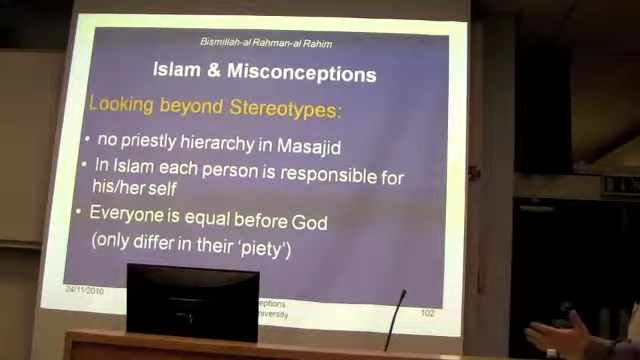 Bismillah-al Rahman-al Rahim
Islam & Misconceptions
Looking beyond Stereotypes:
• no priestly hierarchy in Masajid
• In Islam each person is responsible for
his/her self
• Everyone is equal before God
(only differ in their 'piety')
24/11/2010
102